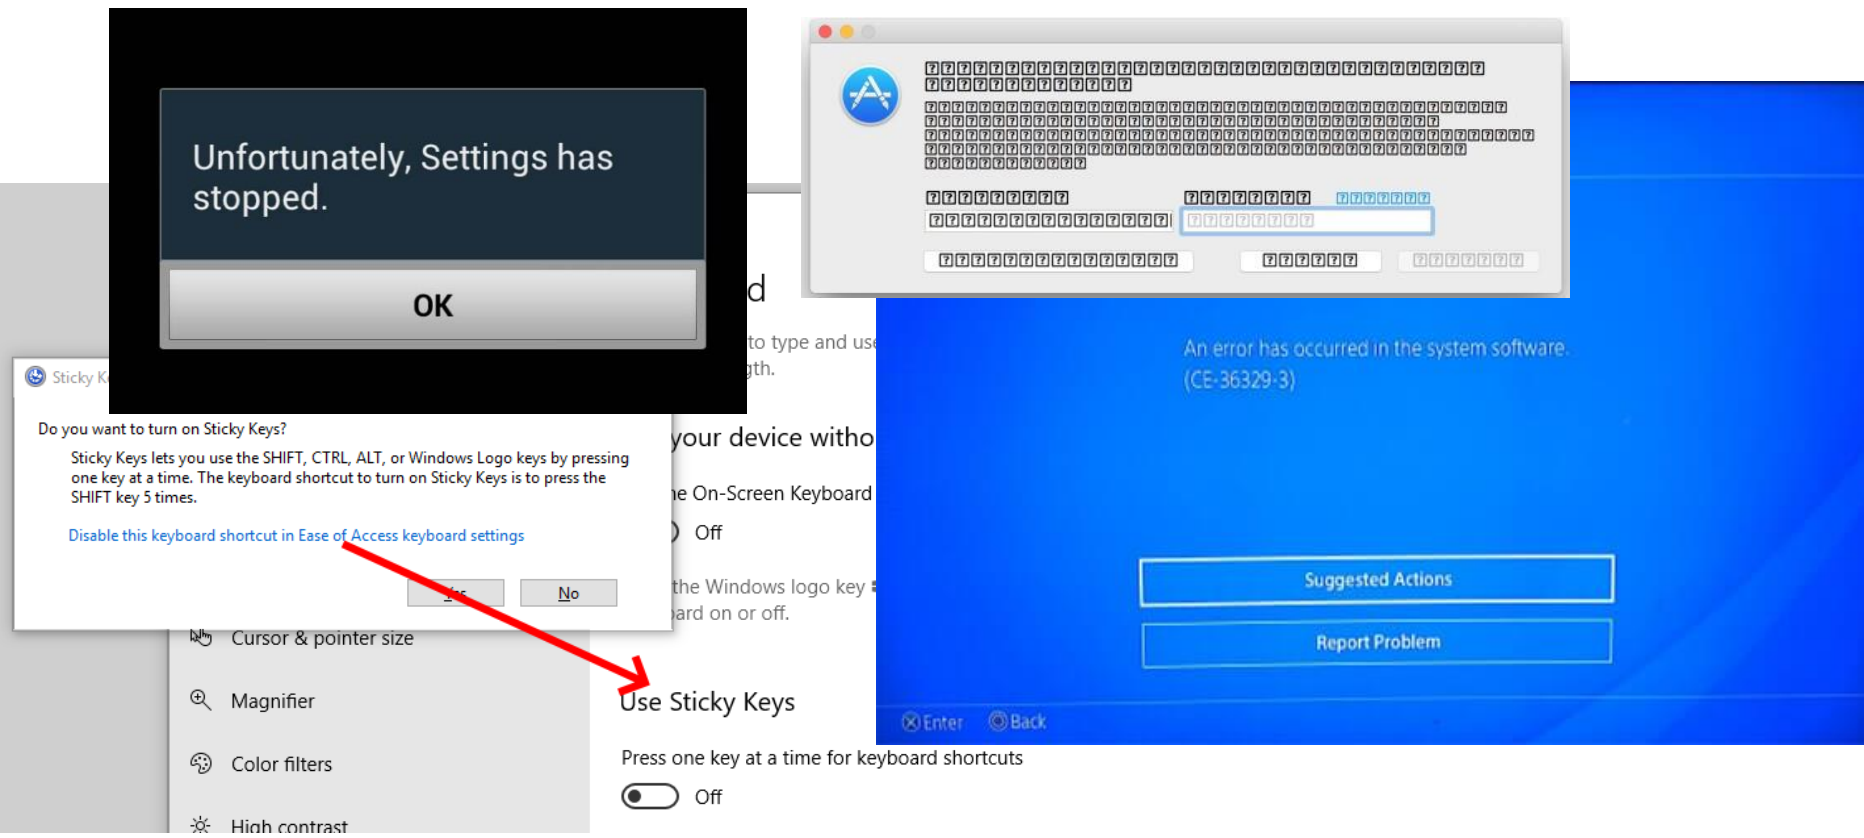 Unfortunately, Settings has
stopped.
OK
d
to type and use
gth.
Sticky K
Do you want to turn on Sticky Keys?
Sticky Keys lets you use the SHIFT, CTRL, ALT, or Windows Logo keys by pressing
one key at a time. The keyboard shortcut to turn on Sticky Keys is to press the
SHIFT key 5 times.
Disable this keyboard shortcut in Ease of Access keyboard settings
Yes
No
your device witho
he On-Screen Keyboard
Off
the Windows logo key
oard on or off.
Cursor & pointer size
Magnifier
Color filters
High contrast
Use Sticky Keys
Press one key at a time for keyboard shortcuts
Off
An error has occurred in the system software.
(CE-36329-3)
Suggested Actions
Report Problem
Enter
Back